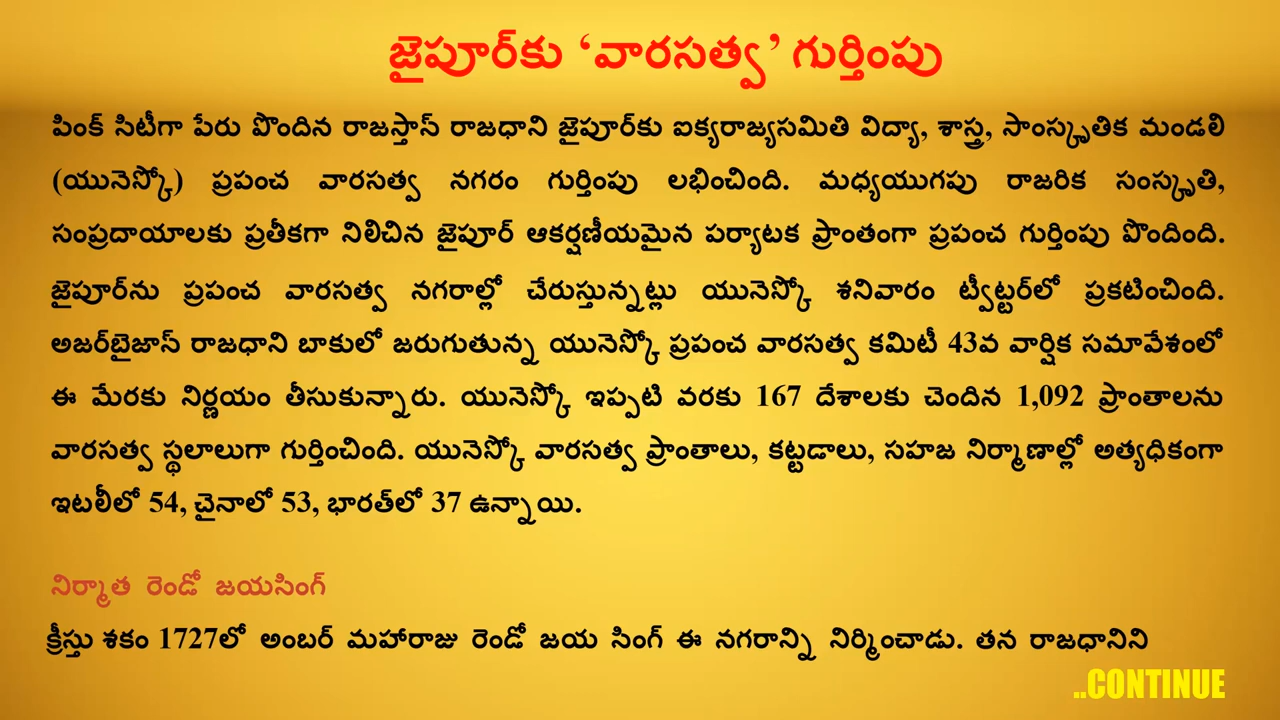 జైపూర్‌కు ‘వారసత్వ’ గుర్తింపు
పింక్ సిటీగా పేరు పొందిన రాజస్తాస్ రాజధాని జైపూర్‌కు ఐక్యరాజ్యసమితి విద్యా, శాస్త్ర, సాంస్కృతిక మండలి
(యునెస్కో) ప్రపంచ వారసత్వ నగరం గుర్తింపు లభించింది. మధ్యయుగపు రాజరిక సంస్కృతి,
సంప్రదాయాలకు ప్రతీకగా నిలిచిన జైపూర్ ఆకర్షణీయమైన పర్యాటక ప్రాంతంగా ప్రపంచ గుర్తింపు పొందింది.
జైపూర్‌ను ప్రపంచ వారసత్వ నగరాల్లో చేరుస్తున్నట్లు యునెస్కో శనివారం ట్వీట్టర్‌లో ప్రకటించింది.
అజర్‌బైజాస్ రాజధాని బాకులో జరుగుతున్న యునెస్కో ప్రపంచ వారసత్వ కమిటీ 43వ వార్షిక సమావేశంలో
ఈ మేరకు నిర్ణయం తీసుకున్నారు. యునెస్కో ఇప్పటి వరకు 167 దేశాలకు చెందిన 1,092 ప్రాంతాలను
వారసత్వ స్థలాలుగా గుర్తించింది. యునెస్కో వారసత్వ ప్రాంతాలు, కట్టడాలు, సహజ నిర్మాణాల్లో అత్యధికంగా
ఇటలీలో 54, చైనాలో 53, భారత్‌లో 37 ఉన్నాయి.
నిర్మాత రెండో జయసింగ్
క్రీస్తు శకం 1727లో అంబర్ మహారాజు రెండో జయ సింగ్ ఈ నగరాన్ని నిర్మించాడు. తన రాజధానిని
..CONTINUE